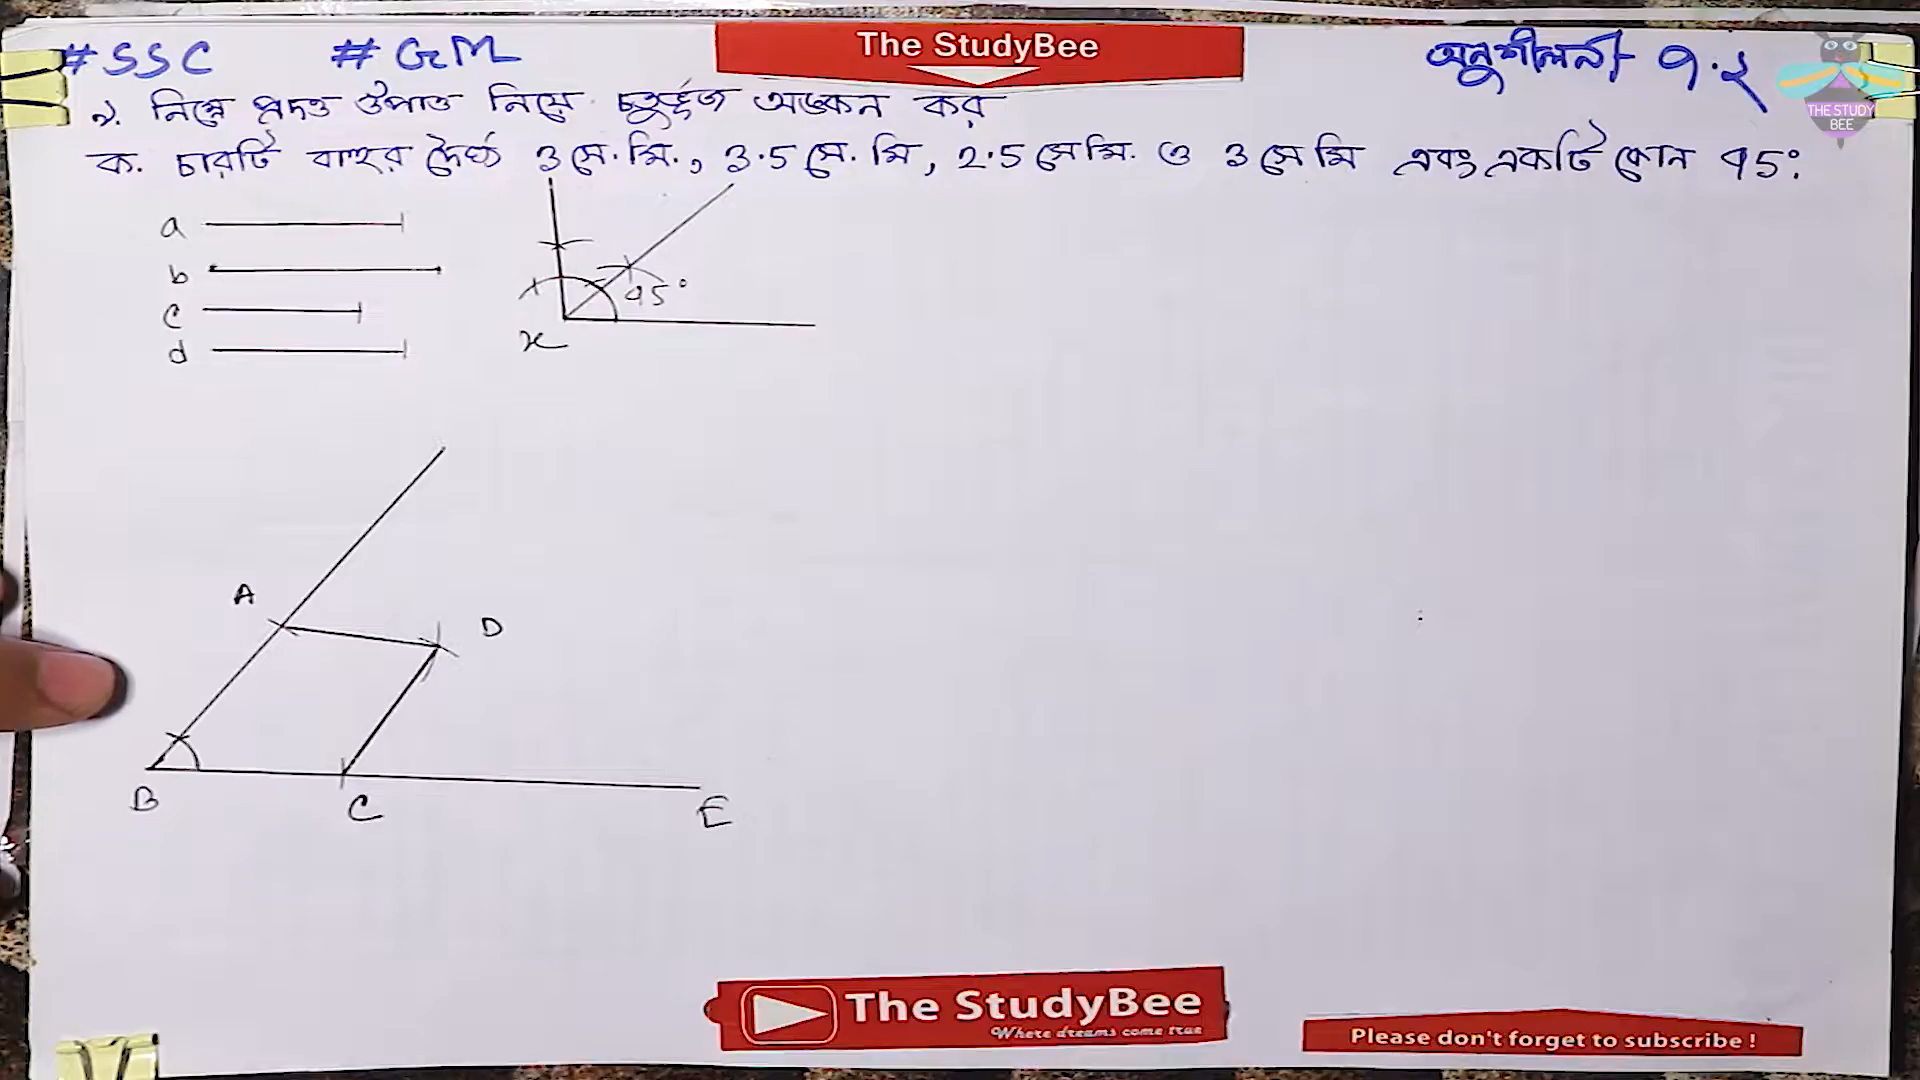 #SSC #GM The StudyBee অনুশীলনী- ৭.২
THE STUDY BEE
৯. নিম্নে প্রদত্ত উপাত্ত নিয়ে চতুর্ভুজ অঙ্কন কর
ক. চারটি বাহুর দৈর্ঘ্য 3 সে.মি., 3.5 সে. মি, 2.5 সেমি. ও 3 সেমি এবং একটি কোন 45°
a
b
c
d
45°
x
A
D
B
C
E
The StudyBee
Where dreams come true
Please don't forget to subscribe !